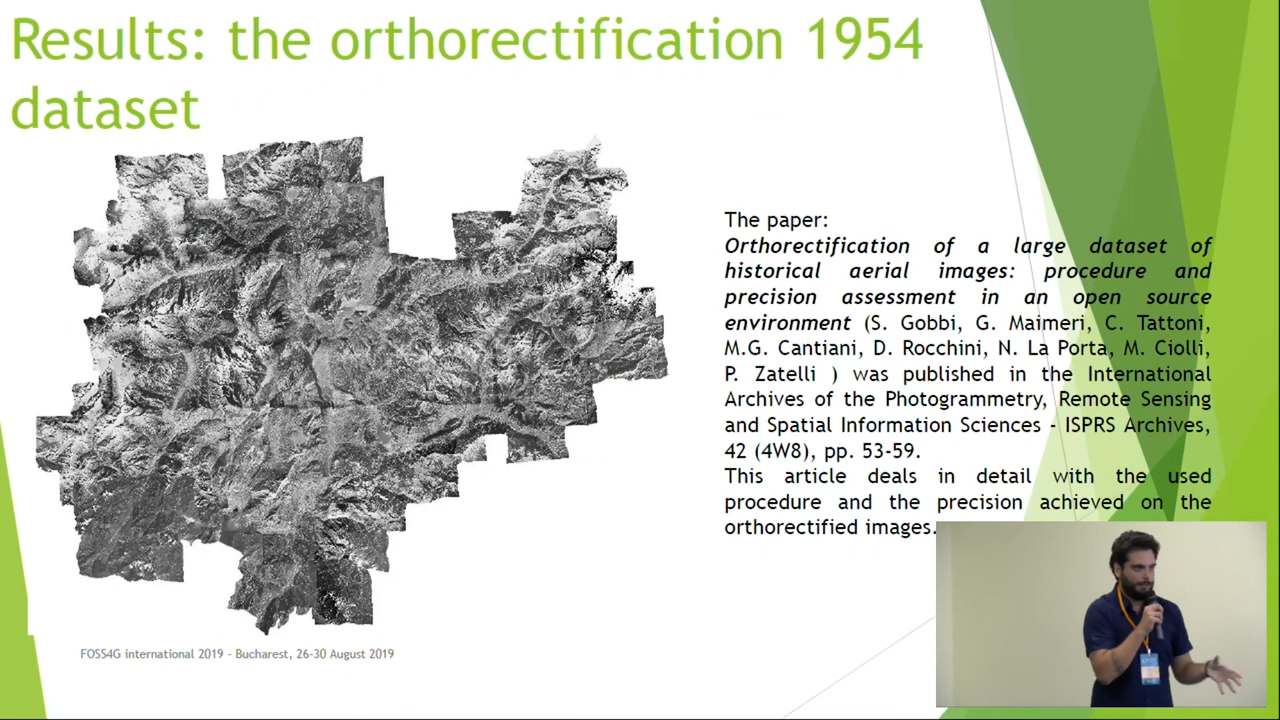 Results: the orthorectification 1954
dataset
The paper:
Orthorectification of a large dataset of
historical aerial images: procedure and
precision assessment in an open source
environment (S. Gobbi, G. Maimeri, C. Tattoni,
M.G. Cantiani, D. Rocchini, N. La Porta, M. Ciolli,
P. Zatelli ) was published in the International
Archives of the Photogrammetry, Remote Sensing
and Spatial Information Sciences - ISPRS Archives,
42 (4W8), pp. 53-59.
This article deals in detail with the used
procedure and the precision achieved on the
orthorectified images.
FOSS4G international 2019 - Bucharest, 26-30 August 2019